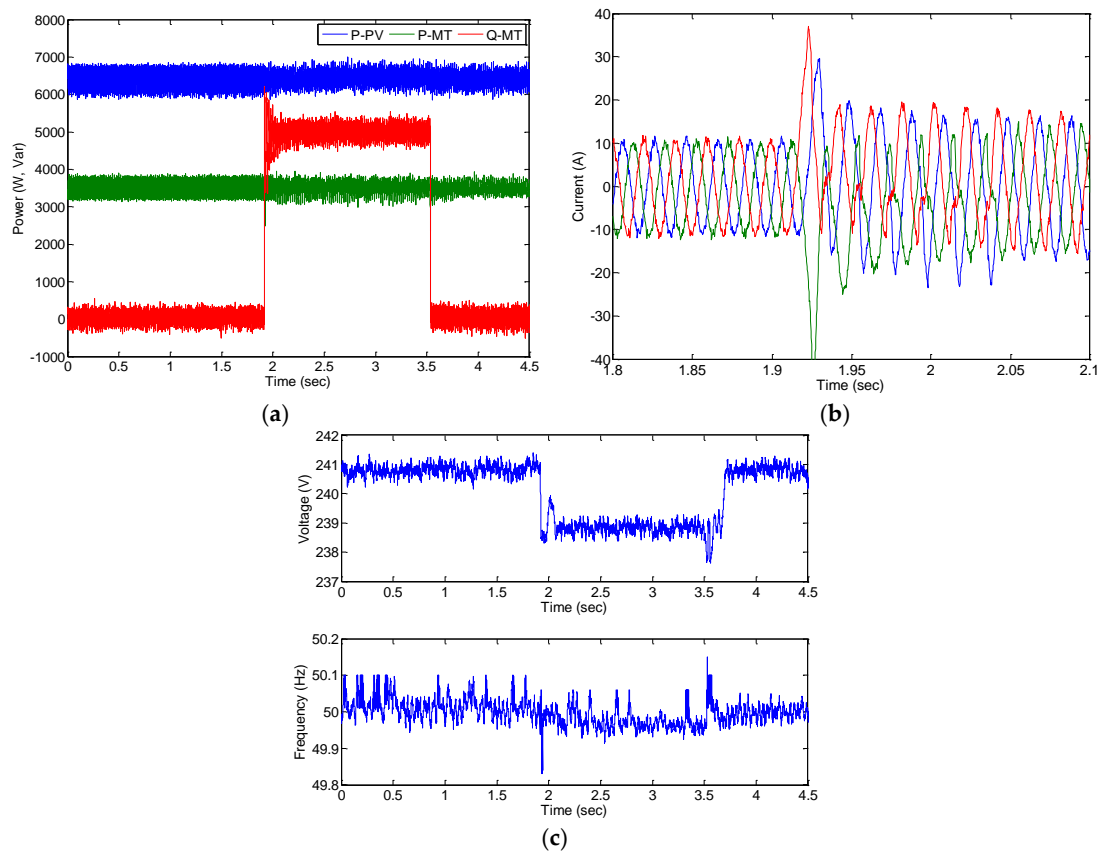 8000
7000
6000
5000
4000
3000
2000
1000
0
-1000
Power (W, Var)
P-PV P-MT Q-MT
0 0.5 1 1.5 2 2.5 3 3.5 4 4.5
Time (sec)
(a)
40
30
20
10
0
-10
-20
-30
-40
Current (A)
1.8 1.85 1.9 1.95 2 2.05 2.1
Time (sec)
(b)
242
241
240
239
238
237
Voltage (V)
0 0.5 1 1.5 2 2.5 3 3.5 4 4.5
Time (sec)
50.2
50.1
50
49.9
49.8
Frequency (Hz)
0 0.5 1 1.5 2 2.5 3 3.5 4 4.5
Time (sec)
(c)